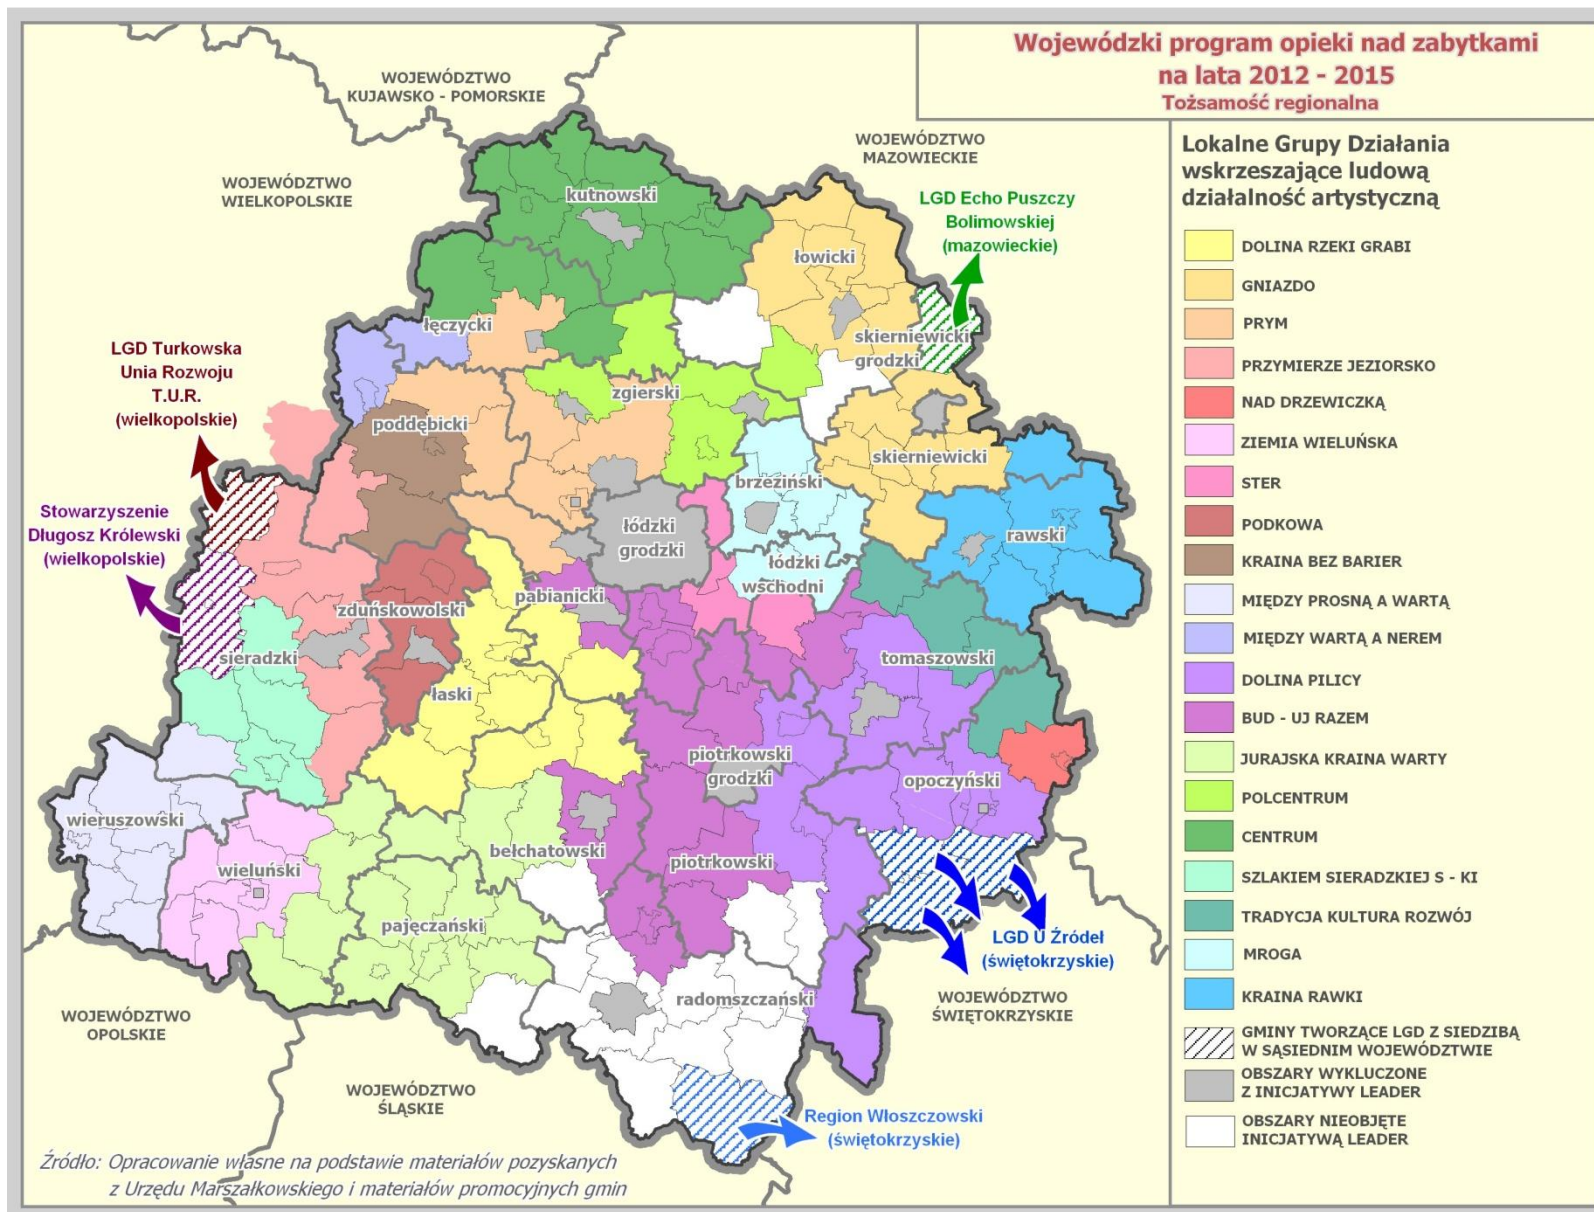 Wojewódzki program opieki nad zabytkami
na lata 2012 - 2015
Tożsamość regionalna
WOJEWÓDZTWO
KUJAWSKO - POMORSKIE
WOJEWÓDZTWO
MAZOWIECKIE
WOJEWÓDZTWO
WIELKOPOLSKIE
LGD Echo Puszczy
Bolimowskiej
(mazowieckie)
LGD Turkowska
Unia Rozwoju
T.U.R.
(wielkopolskie)
Stowarzyszenie
Długosz Królewski
(wielkopolskie)
kutnowski
łowicki
łęczycki
skierniewicki
grodzki
zgierski
poddębicki
skierniewicki
brzeziński
łódzki
grodzki
rawski
łódzki
wschodni
pabianicki
zduńskowolski
sieradzki
tomaszowski
łaski
piotrkowski
grodzki
opoczyński
wieruszowski
bełchatowski
piotrkowski
wieluński
pajęczański
radomszczański
LGD U Źródeł
(świętokrzyskie)
WOJEWÓDZTWO
ŚWIĘTOKRZYSKIE
WOJEWÓDZTWO
OPOLSKIE
WOJEWÓDZTWO
ŚLĄSKIE
Region Włoszczowski
(świętokrzyskie)
Źródło: Opracowanie własne na podstawie materiałów pozyskanych
z Urzędu Marszałkowskiego i materiałów promocyjnych gmin
Lokalne Grupy Działania
wskrzeszające ludową
działalność artystyczną
DOLINA RZEKI GRABI
GNIAZDO
PRYM
PRZYMIERZE JEZIORSKO
NAD DRZEWICZKĄ
ZIEMIA WIELUŃSKA
STER
PODKOWA
KRAINA BEZ BARIER
MIĘDZY PROSNĄ A WARTĄ
MIĘDZY WARTĄ A NEREM
DOLINA PILICY
BUD - UJ RAZEM
JURAJSKA KRAINA WARTY
POLCENTRUM
CENTRUM
SZLAKIEM SIERADZKIEJ S - KI
TRADYCJA KULTURA ROZWÓJ
MROGA
KRAINA RAWKI
GMINY TWORZĄCE LGD Z SIEDZIBĄ
W SĄSIEDNIM WOJEWÓDZTWIE
OBSZARY WYKLUCZONE
Z INICJATYWY LEADER
OBSZARY NIEOBJĘTE
INICJATYWĄ LEADER